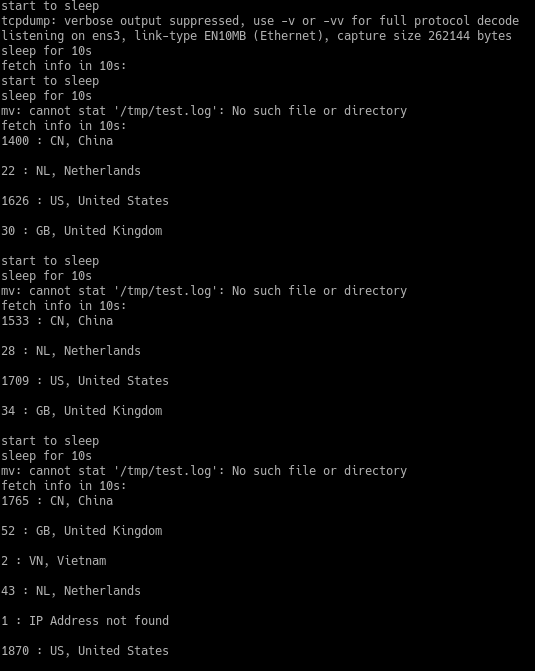 start to sleep
tcpdump: verbose output suppressed, use -v or -vv for full protocol decode
listening on ens3, link-type EN10MB (Ethernet), capture size 262144 bytes
sleep for 10s
fetch info in 10s:
start to sleep
sleep for 10s
mv: cannot stat '/tmp/test.log': No such file or directory
fetch info in 10s:
1400 : CN, China
22 : NL, Netherlands
1626 : US, United States
30 : GB, United Kingdom
start to sleep
sleep for 10s
mv: cannot stat '/tmp/test.log': No such file or directory
fetch info in 10s:
1533 : CN, China
28 : NL, Netherlands
1709 : US, United States
34 : GB, United Kingdom
start to sleep
sleep for 10s
mv: cannot stat '/tmp/test.log': No such file or directory
fetch info in 10s:
1765 : CN, China
52 : GB, United Kingdom
2 : VN, Vietnam
43 : NL, Netherlands
1 : IP Address not found
1870 : US, United States